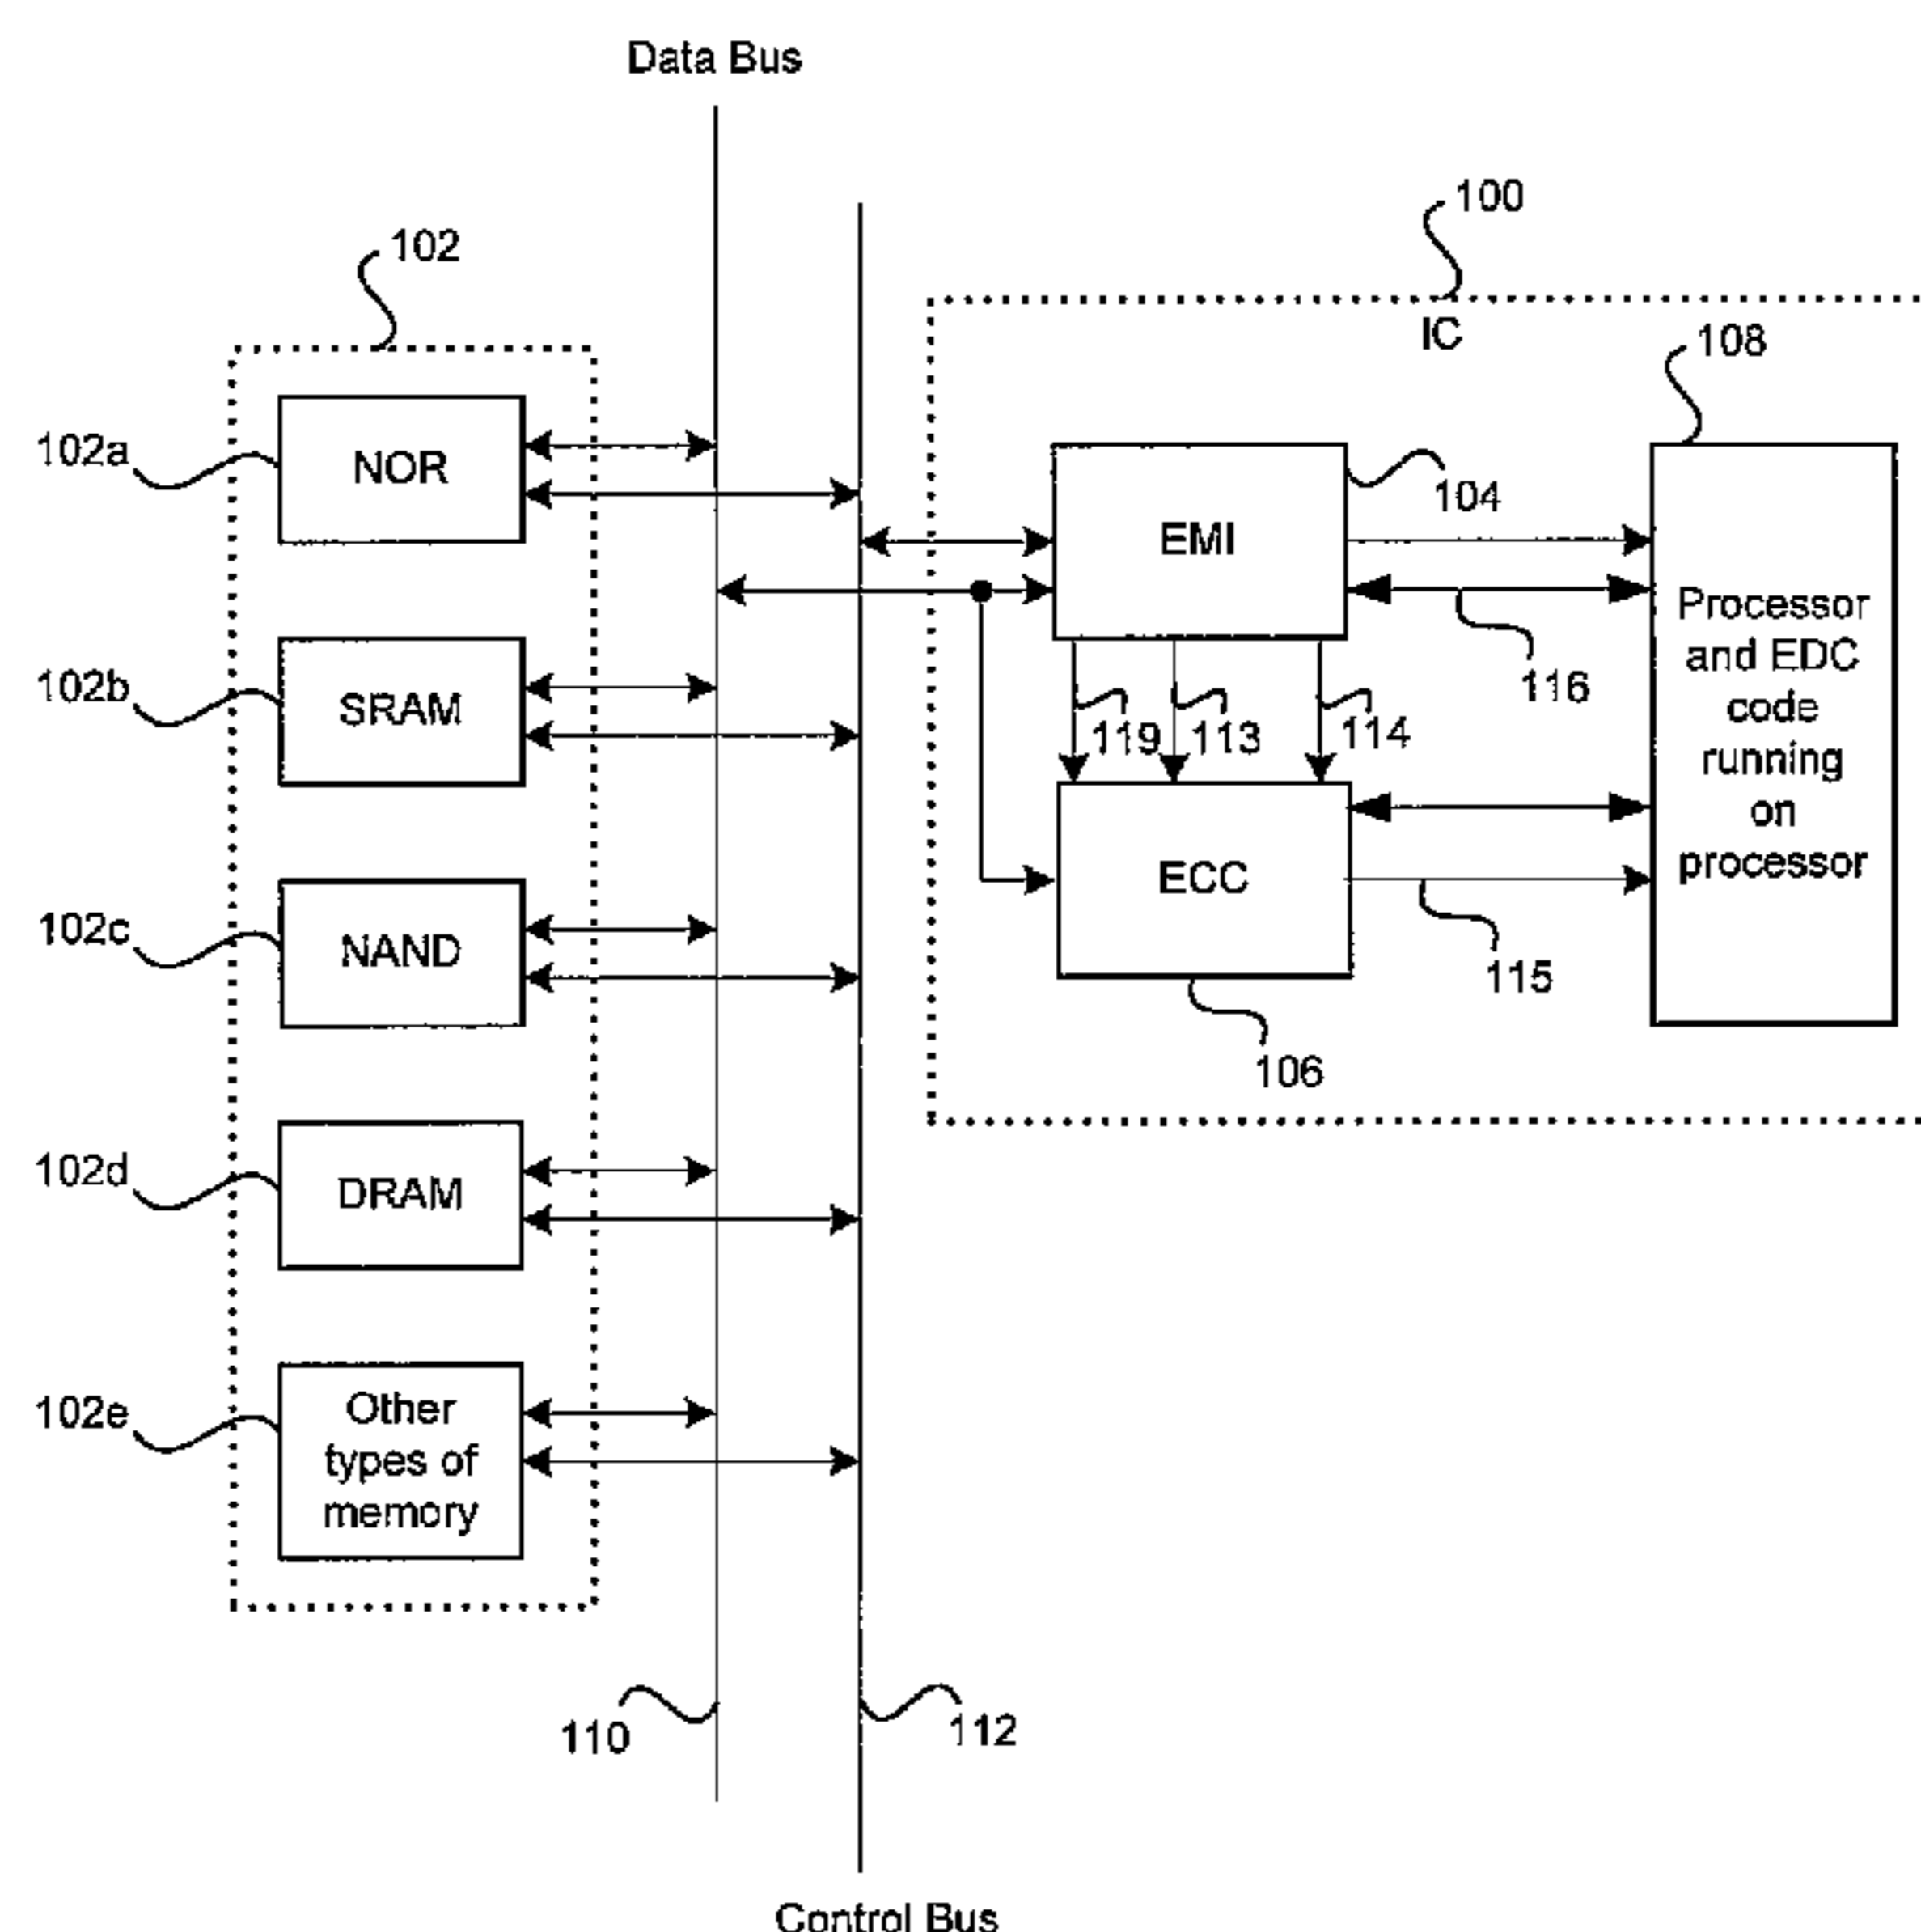 Data Bus
100
102
IC
108
102a
NOR
104
EMI
Processor
and EDC
code
running
on
processor
116
102b
SRAM
119
113
114
102c
NAND
ECC
115
106
102d
DRAM
102e
Other
types of
memory
110
112
Control Bus